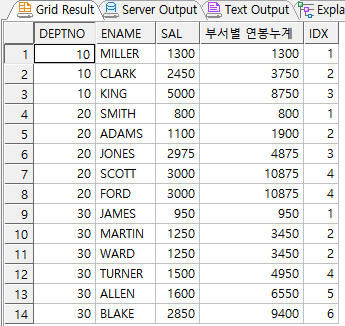 Grid Result Server Output Text Output Expla
DEPTNO ENAME SAL 부서별 연봉누계 IDX
1 10 MILLER 1300 1300 1
2 10 CLARK 2450 3750 2
3 10 KING 5000 8750 3
4 20 SMITH 800 800 1
5 20 ADAMS 1100 1900 2
6 20 JONES 2975 4875 3
7 20 SCOTT 3000 10875 4
8 20 FORD 3000 10875 4
9 30 JAMES 950 950 1
10 30 MARTIN 1250 3450 2
11 30 WARD 1250 3450 2
12 30 TURNER 1500 4950 4
13 30 ALLEN 1600 6550 5
14 30 BLAKE 2850 9400 6